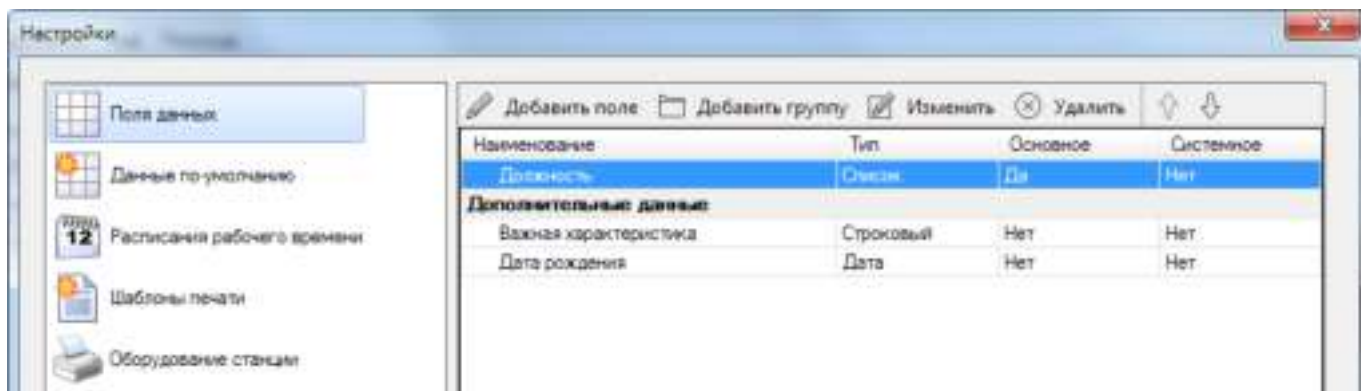 Настройки
Поля данных
Данные по умолчанию
12
Расписания рабочего времени
Шаблоны печати
Оборудование станции
Добавить поле Добавить группу Изменить Удалить
Наименование Тип Основное Системное
Должность Список Да Нет
Дополнительные данные
Важная характеристика Строковый Нет Нет
Дата рождения Дата Нет Нет